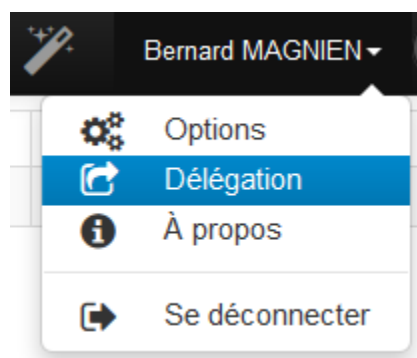 Bernard MAGNIEN
Options
Délégation
À propos
Se déconnecter